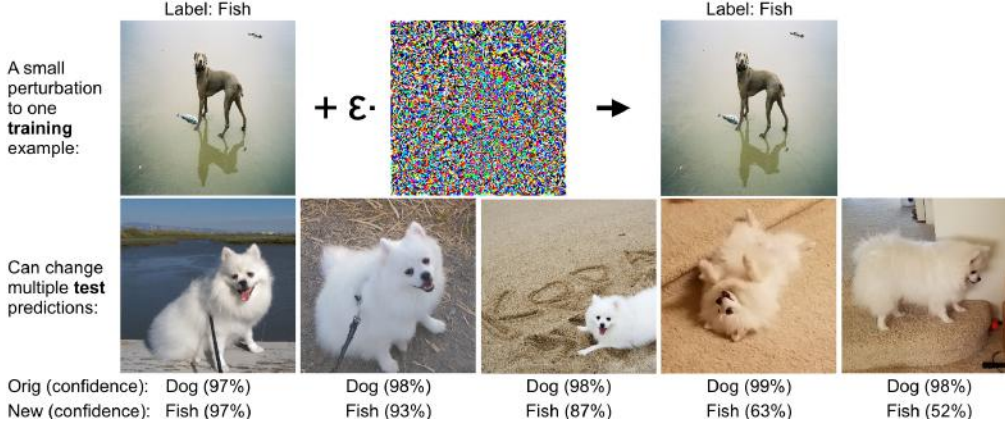 Label: Fish
Label: Fish
A small
perturbation
to one
training
example:
+ ε·
Can change
multiple test
predictions:
Orig (confidence): Dog (97%) Dog (98%) Dog (98%) Dog (99%) Dog (98%)
New (confidence): Fish (97%) Fish (93%) Fish (87%) Fish (63%) Fish (52%)